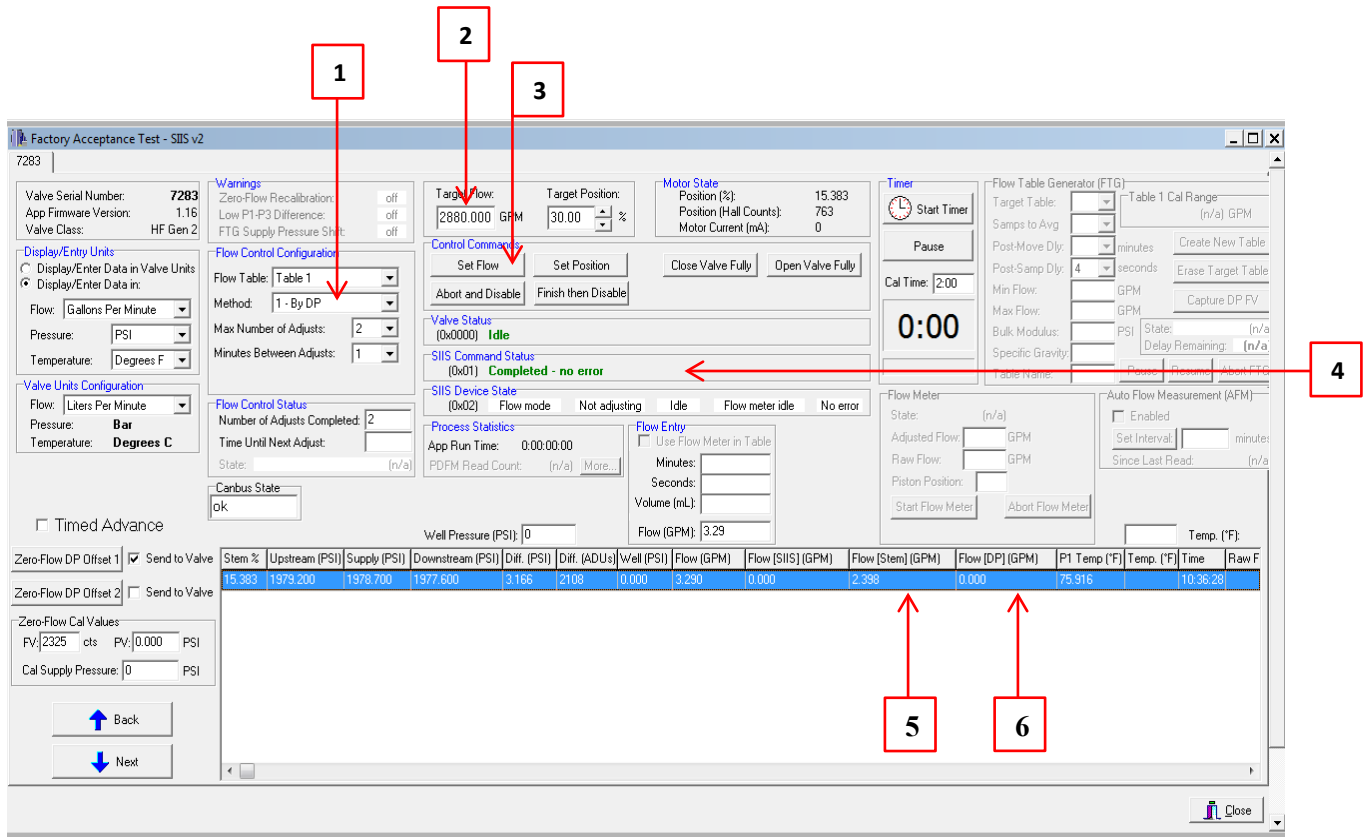 2
1
3
Factory Acceptance Test - SIIS v2
7283
Valve Serial Number: 7283
App Firmware Version: 1.16
Valve Class: HF Gen 2
Display/Entry Units
Display/Enter Data in Valve Units
Display/Enter Data in:
Flow: Gallons Per Minute
Pressure: PSI
Temperature: Degrees F
Valve Units Configuration
Flow: Liters Per Minute
Pressure: Bar
Temperature: Degrees C
Warnings
Zero-Flow Recalibration: off
Low P1-P3 Difference: off
FTG Supply Pressure Shift: off
Flow Control Configuration
Flow Table: Table 1
Method: 1 - By DP
Max Number of Adjusts: 2
Minutes Between Adjusts: 1
Flow Control Status
Number of Adjusts Completed: 2
Time Until Next Adjust:
State: (n/a)
Canbus State
ok
Target Flow: Target Position:
2880.000 GPM 30.00 %
Control Commands
Set Flow Set Position Close Valve Fully Open Valve Fully
Abort and Disable Finish then Disable
Motor State
Position (%): 15.383
Position (Hall Counts): 763
Motor Current (mA): 0
Valve Status
(0x0000) Idle
SIIS Command Status
(0x01) Completed - no error
4
SIIS Device State
(0x02) Flow mode Not adjusting Idle Flow meter idle No error
Process Statistics
App Run Time: 0:00:00:00
PDFM Read Count: (n/a) More...
Flow Entry
Use Flow Meter in Table
Minutes:
Seconds:
Volume (mL):
Flow (GPM): 3.29
Well Pressure (PSI): 0
Timer
Start Timer
Pause
Cal Time: 2:00
0:00
Flow Table Generator (FTG)
Target Table:
Samps to Avg
Post-Move Dly: minutes
Post-Samp Dly: 4 seconds
Min Flow: GPM
Max Flow: GPM
Bulk Modulus: PSI
Specific Gravity:
Table Name:
Table 1 Cal Range
(n/a) GPM
Create New Table
Erase Target Table
Capture DP FV
State: (n/a
Delay Remaining: (n/a)
Pause Resume Abort FTG
Flow Meter
State: (n/a)
Adjusted Flow: GPM
Raw Flow: GPM
Piston Position:
Start Flow Meter Abort Flow Meter
Auto Flow Measurement (AFM)
Enabled
Set Interval: minutes
Since Last Read: (n/a
Temp. (°F):
Timed Advance
Zero-Flow DP Offset 1 Send to Valve
Zero-Flow DP Offset 2 Send to Valve
Zero-Flow Cal Values
FV: 2325 cts PV: 0.000 PSI
Cal Supply Pressure: 0 PSI
Back
Next
Stem % Upstream (PSI) Supply (PSI) Downstream (PSI) Diff. (PSI) Diff. (ADUs) Well (PSI) Flow (GPM) Flow [SIIS] (GPM) Flow [Stem] (GPM) Flow [DP] (GPM) P1 Temp (°F) Temp. (°F) Time Raw F
15.383 1979.200 1978.700 1977.600 3.166 2108 0.000 3.290 0.000 2.398 0.000 75.916 10:36:28
5 6
Close